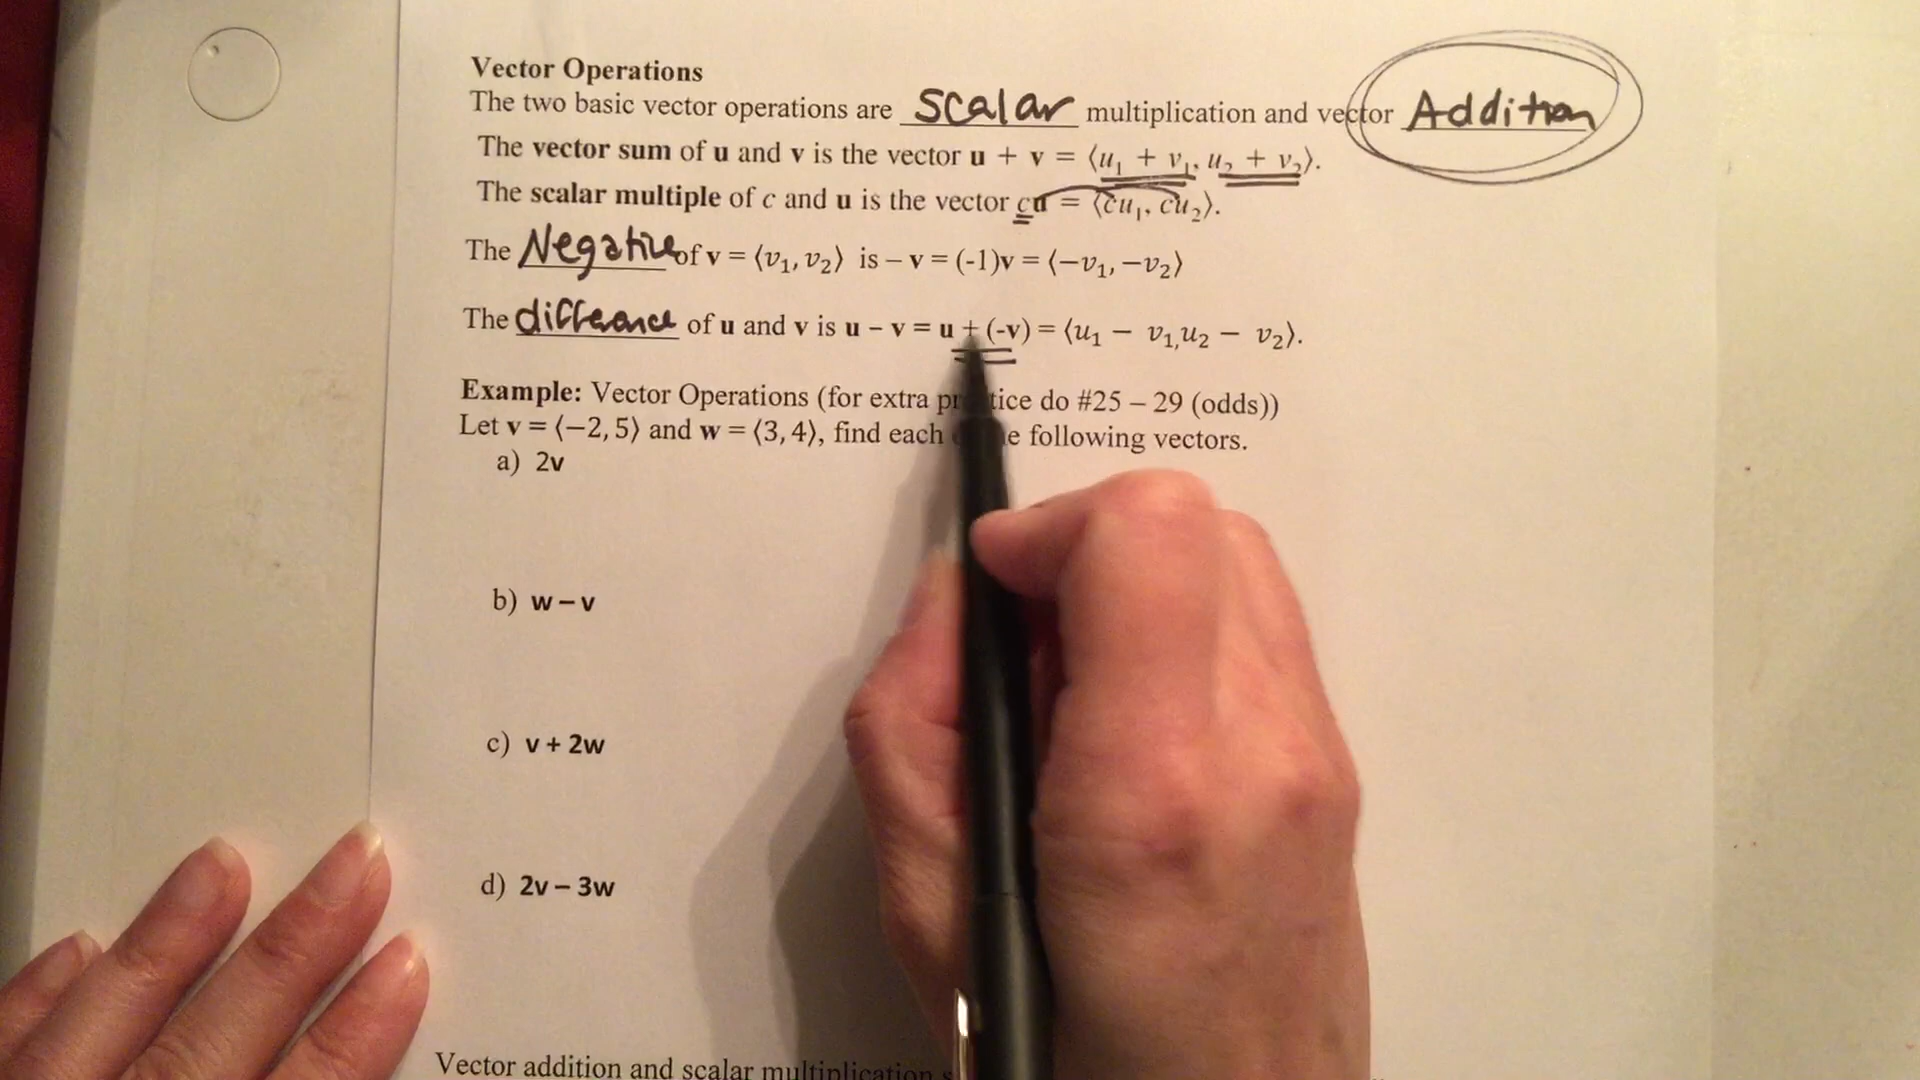 Vector Operations
The two basic vector operations are Scalar multiplication and vector Addition
The vector sum of u and v is the vector u + v = ⟨u₁ + v₁, u₂ + v₂⟩.
The scalar multiple of c and u is the vector cu = ⟨cu₁, cu₂⟩.
The Negative of v = ⟨v₁, v₂⟩ is – v = (-1)v = ⟨−v₁, −v₂⟩
The difference of u and v is u – v = u + (-v) = ⟨u₁ − v₁,u₂ − v₂⟩.
Example: Vector Operations (for extra practice do #25 – 29 (odds))
Let v = ⟨−2, 5⟩ and w = ⟨3, 4⟩, find each following vectors.
a) 2v
b) w – v
c) v + 2w
d) 2v – 3w
Vector addition and scalar multiplication